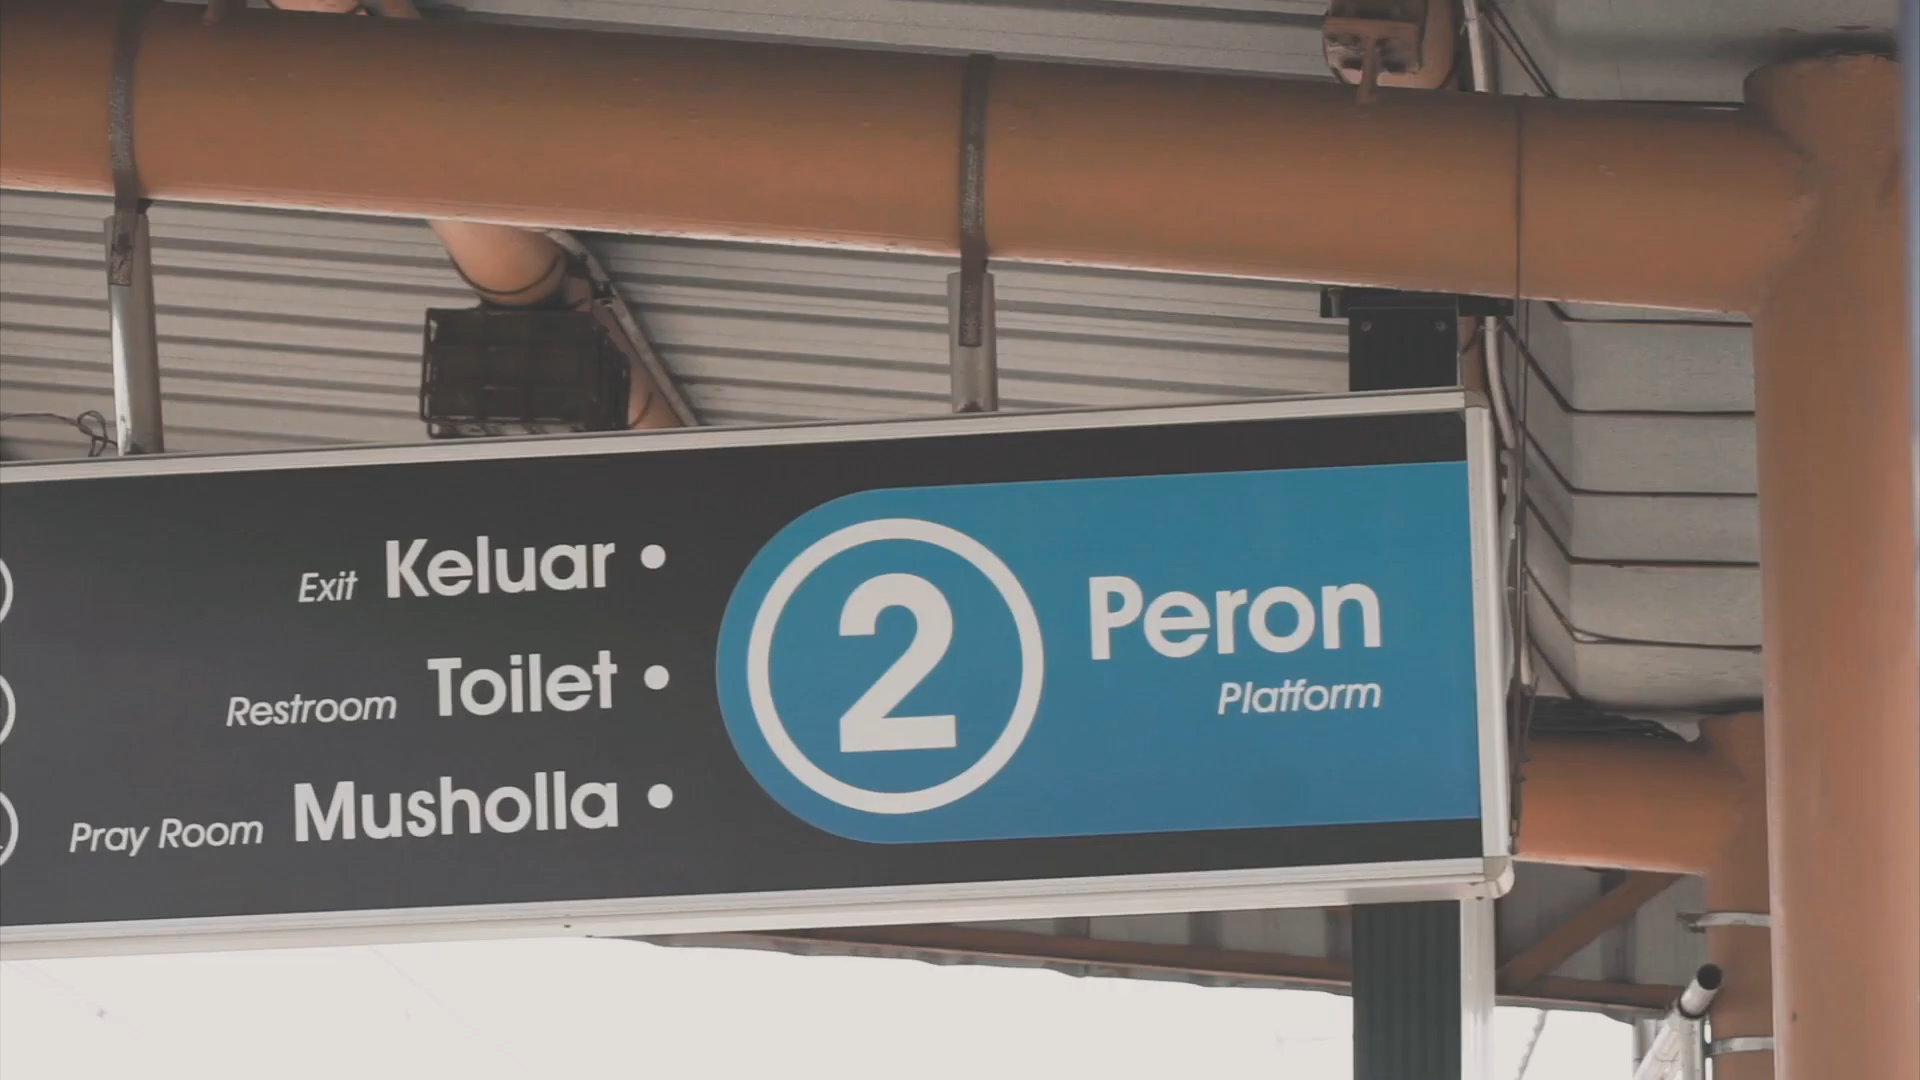 Exit Keluar •
Restroom Toilet •
Pray Room Musholla •
2 Peron
Platform